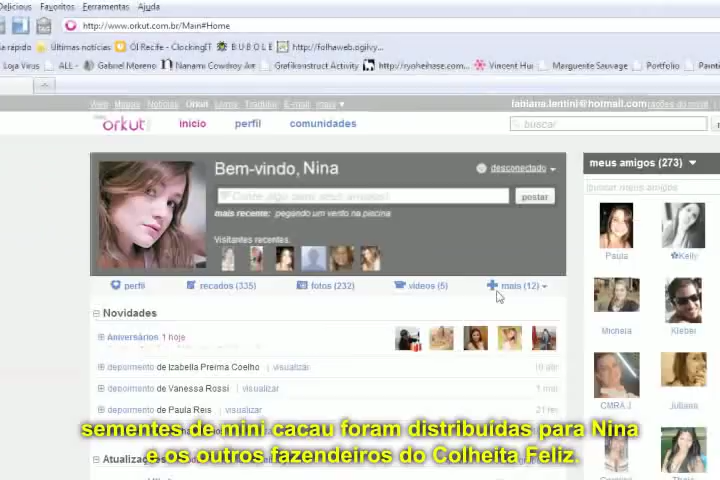 Delicious Favoritos Ferramentas Ajuda
http://www.orkut.com.br/Main#Home
a rápido Últimas notícias Ói Recife - ClockingIT B U B O L E http://folhaweb.ogilvy...
Loja Virus ALL - Gabriel Moreno Nanami Cowdroy Art Grafikonstruct Activity http://ryoheihase.com... Vincent Hui Marguerite Sauvage Portfolio
Web Mapas Notícias Orkut Livros Tradutor E-mail mais ▼ fabiana.lentini@hotmail.com
orkut início perfil comunidades buscar
Bem-vindo, Nina desconectado
meus amigos (273)
buscar meus amigos
postar
mais recente: pegando um vento na piscina
Visitantes recentes:
Paula Kelly
perfil recados (335) fotos (232) vídeos (5) mais (12)
Novidades
Aniversários 1 hoje
Michela Kleber
depoimento de Izabella Preima Coelho | visualizar
depoimento de Vanessa Rossi | visualizar
depoimento de Paula Reis | visualizar
CMRA J Juliana
sementes de mini cacau foram distribuídas para Nina
e os outros fazendeiros do Colheita Feliz.